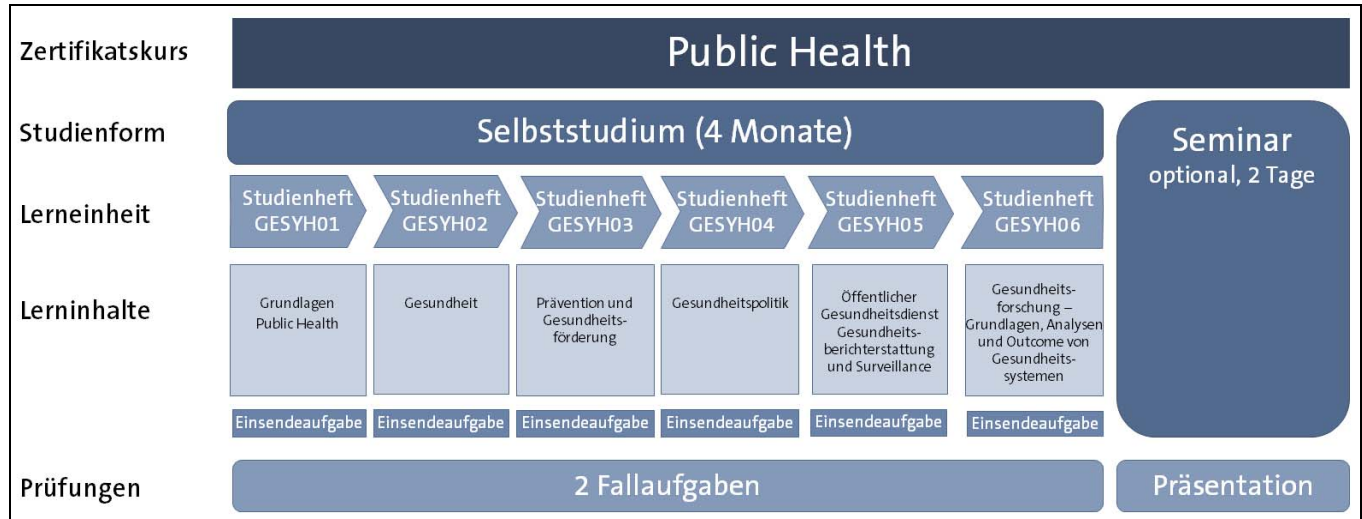 Zertifikatskurs
Public Health
Studienform
Selbststudium (4 Monate)
Seminar
optional, 2 Tage
Lerneinheit
Studienheft
GESYH01
Studienheft
GESYH02
Studienheft
GESYH03
Studienheft
GESYH04
Studienheft
GESYH05
Studienheft
GESYH06
Lerninhalte
Grundlagen
Public Health
Gesundheit
Prävention und
Gesundheits-
förderung
Gesundheitspolitik
Öffentlicher
Gesundheitsdienst
Gesundheits-
berichterstattung
und Surveillance
Gesundheits-
forschung –
Grundlagen, Analysen
und Outcome von
Gesundheits-
systemen
Einsendeaufgabe
Einsendeaufgabe
Einsendeaufgabe
Einsendeaufgabe
Einsendeaufgabe
Einsendeaufgabe
Prüfungen
2 Fallaufgaben
Präsentation